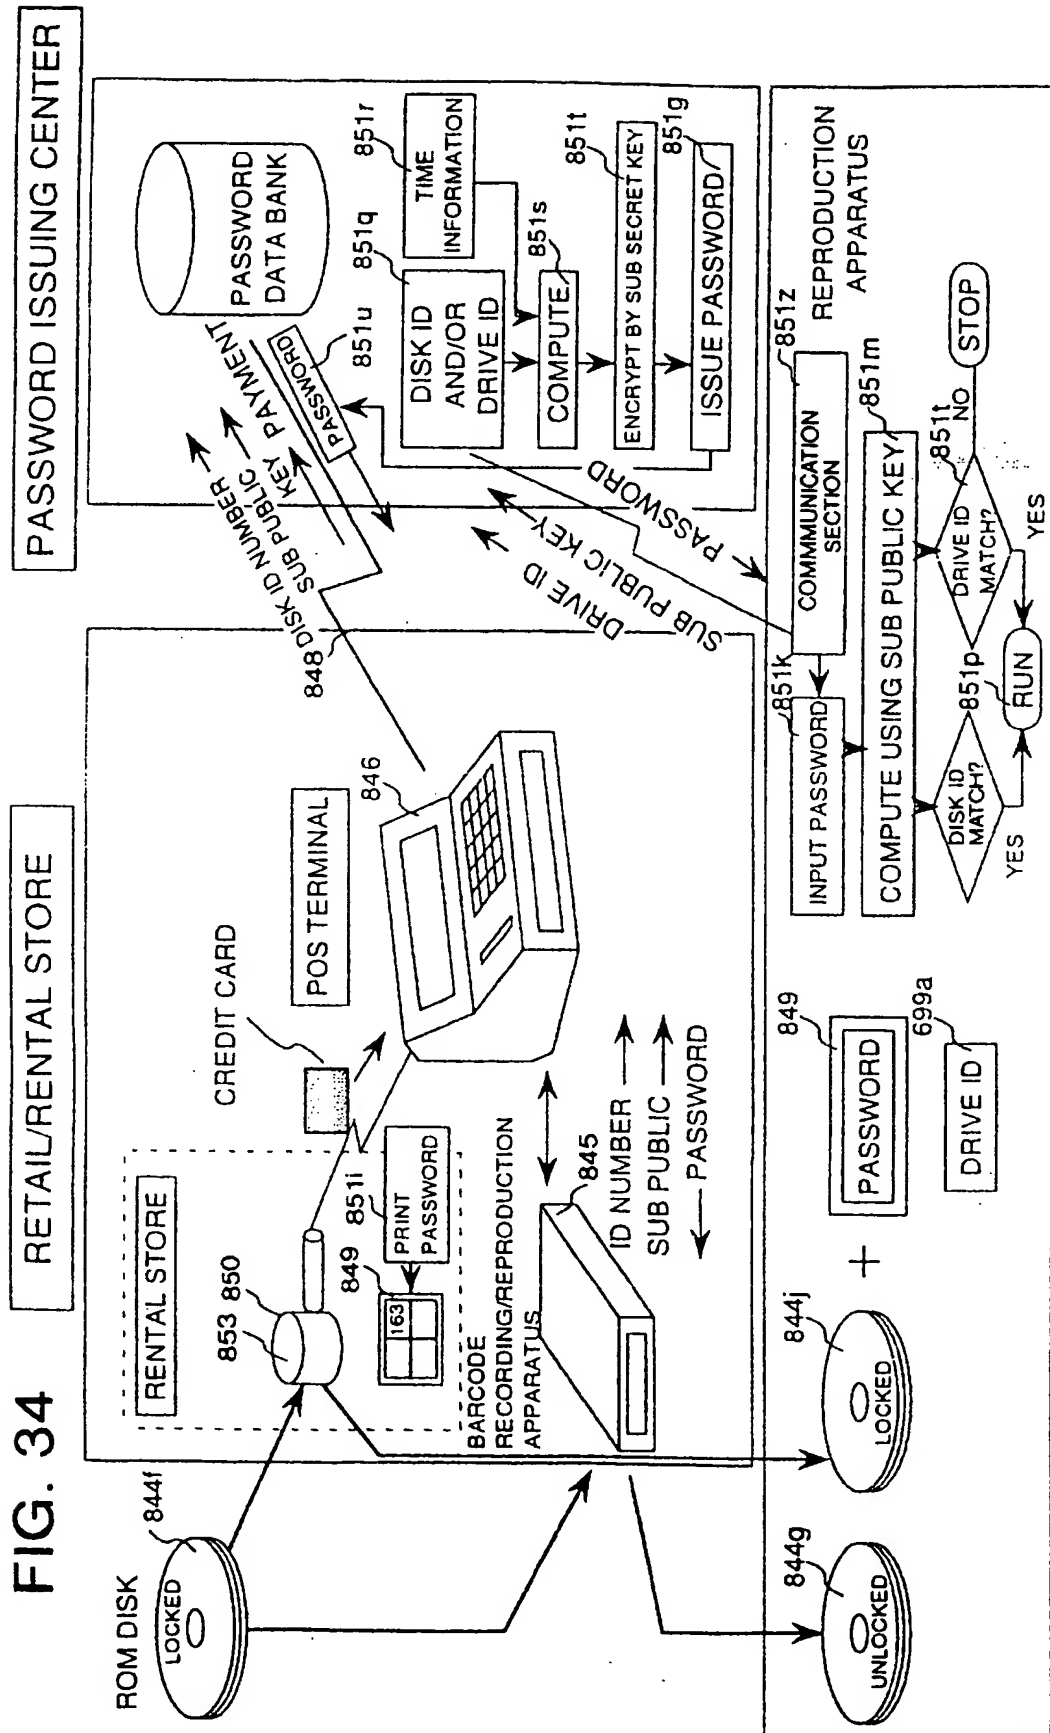 FIG. 34
RETAIL/RENTAL STORE
PASSWORD ISSUING CENTER
ROM DISK
844f
LOCKED
RENTAL STORE
853
850
849
163
851i
PRINT
PASSWORD
BARCODE
RECORDING/REPRODUCTION
APPARATUS
CREDIT CARD
POS TERMINAL
846
845
ID NUMBER
SUB PUBLIC
PASSWORD
848
DISK ID NUMBER
SUB PUBLIC
KEY
PAYMENT
PASSWORD
851u
PASSWORD
DATA BANK
851q
DISK ID
AND/OR
DRIVE ID
851r
TIME
INFORMATION
851s
COMPUTE
851t
ENCRYPT BY SUB SECRET KEY
851g
ISSUE PASSWORD
PASSWORD
SUB PUBLIC KEY
DRIVE ID
844g
UNLOCKED
844j
LOCKED
+
849
PASSWORD
699a
DRIVE ID
REPRODUCTION
APPARATUS
851z
COMMMUNICATION
SECTION
851k
INPUT PASSWORD
851m
COMPUTE USING SUB PUBLIC KEY
DISK ID
MATCH?
YES
851p
RUN
851t
DRIVE ID
MATCH?
NO
YES
STOP